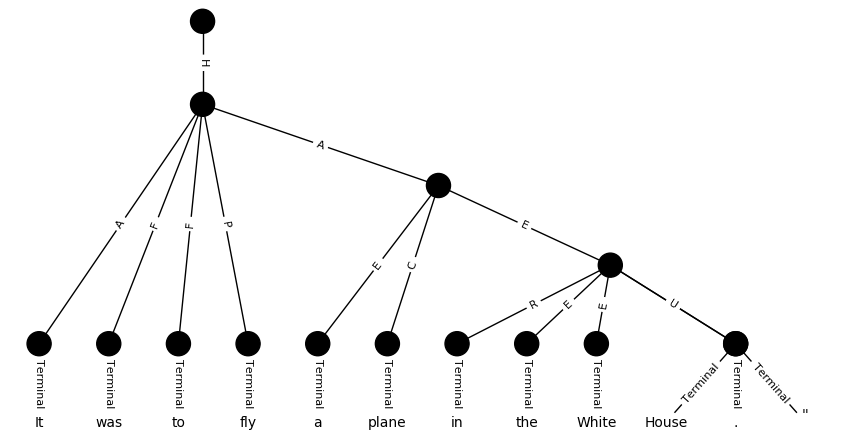 H
A
A F F P
E
E C
R E E U
Terminal Terminal Terminal Terminal Terminal Terminal Terminal Terminal Terminal Terminal Terminal Terminal
It was to fly a plane in the White House . "